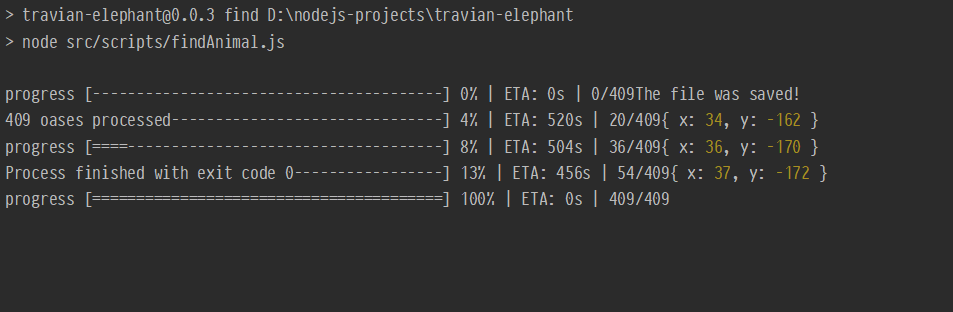 > travian-elephant@0.0.3 find D:\nodejs-projects\travian-elephant
> node src/scripts/findAnimal.js
progress [----------------------------------------] 0% | ETA: 0s | 0/409The file was saved!
409 oases processed-------------------------------] 4% | ETA: 520s | 20/409{ x: 34, y: -162 }
progress [====------------------------------------] 8% | ETA: 504s | 36/409{ x: 36, y: -170 }
Process finished with exit code 0-----------------] 13% | ETA: 456s | 54/409{ x: 37, y: -172 }
progress [========================================] 100% | ETA: 0s | 409/409